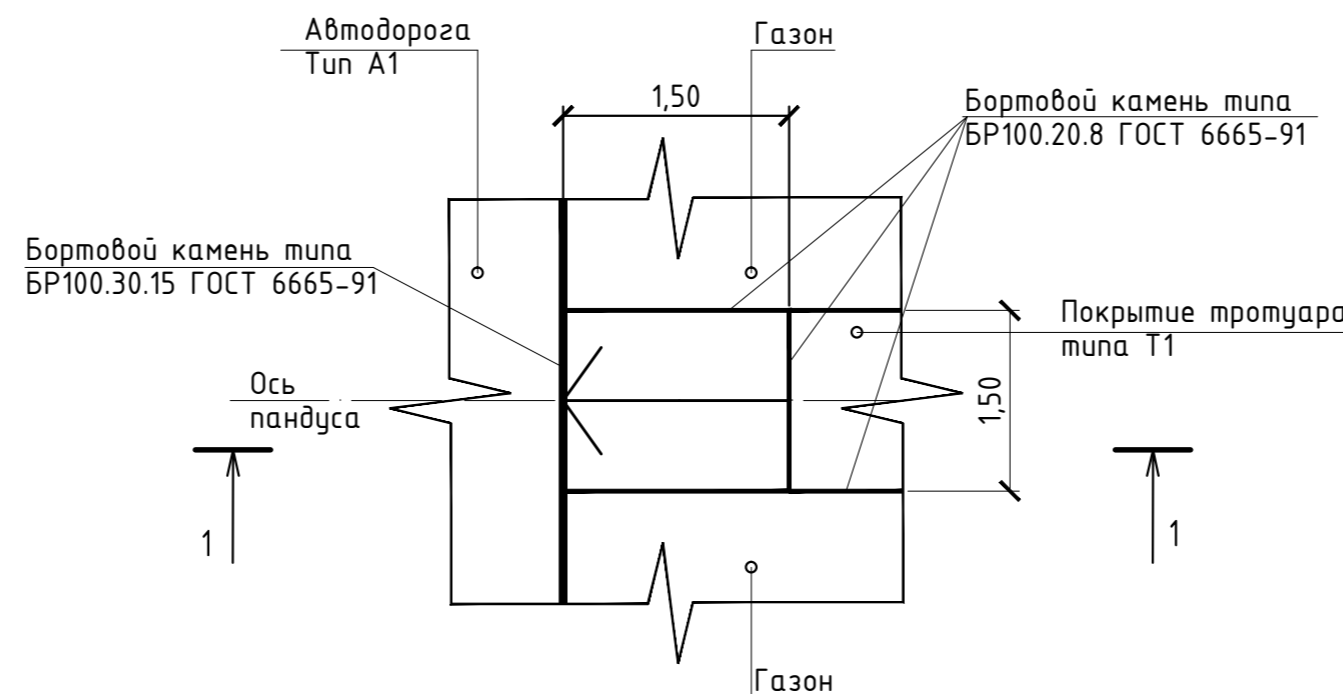 Автодорога
Тип А1
Газон
1,50
Бортовой камень типа
БР100.20.8 ГОСТ 6665-91
Бортовой камень типа
БР100.30.15 ГОСТ 6665-91
Покрытие тротуара
типа Т1
Ось
пандуса
1,50
1
1
Газон